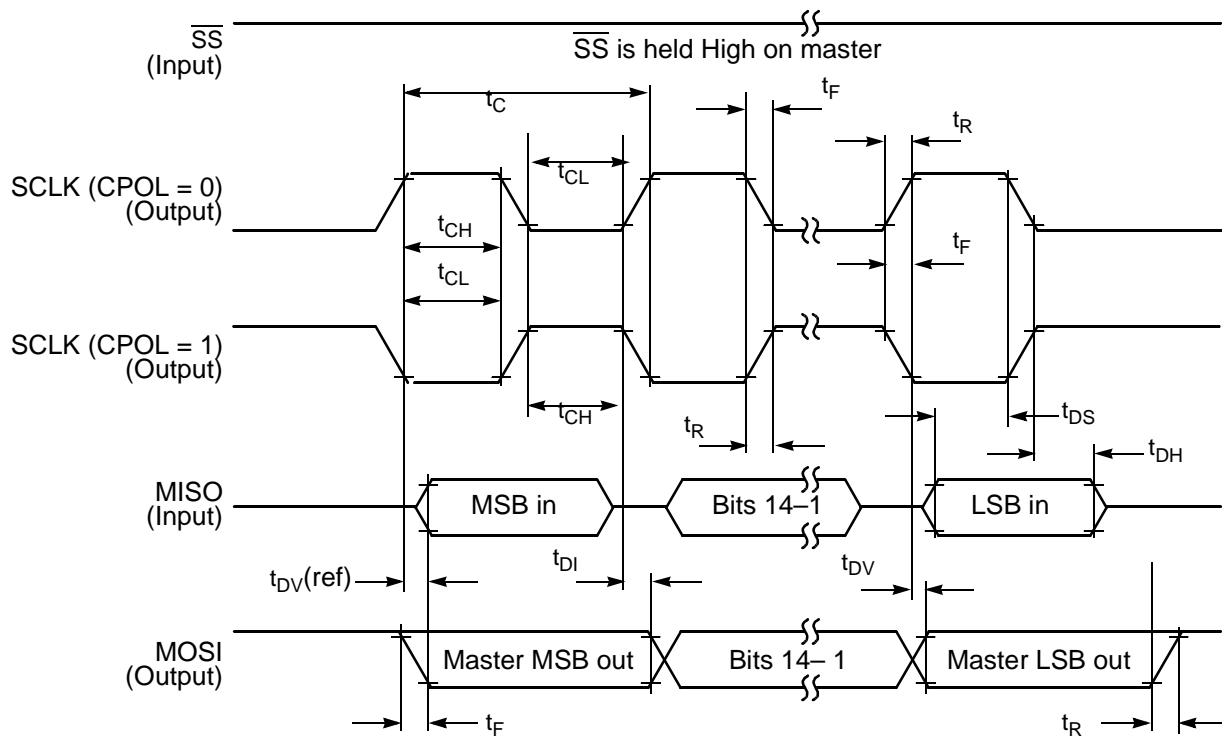 SS
(Input)
SS is held High on master
tC
tF
tR
SCLK (CPOL = 0)
(Output)
tCL
tCH
tF
tCL
SCLK (CPOL = 1)
(Output)
tCH
tR
tDS
tDH
MISO
(Input)
MSB in
Bits 14–1
LSB in
tDV(ref)
tDI
tDV
MOSI
(Output)
Master MSB out
Bits 14– 1
Master LSB out
tF
tR